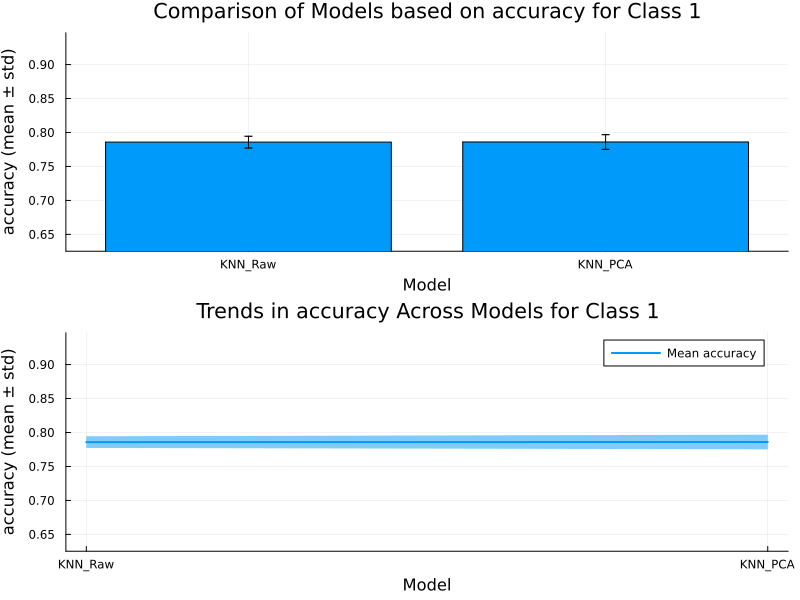 Comparison of Models based on accuracy for Class 1
accuracy (mean ± std)
0.90
0.85
0.80
0.75
0.70
0.65
KNN_Raw
KNN_PCA
Model
Trends in accuracy Across Models for Class 1
accuracy (mean ± std)
0.90
0.85
0.80
0.75
0.70
0.65
Mean accuracy
KNN_Raw
KNN_PCA
Model